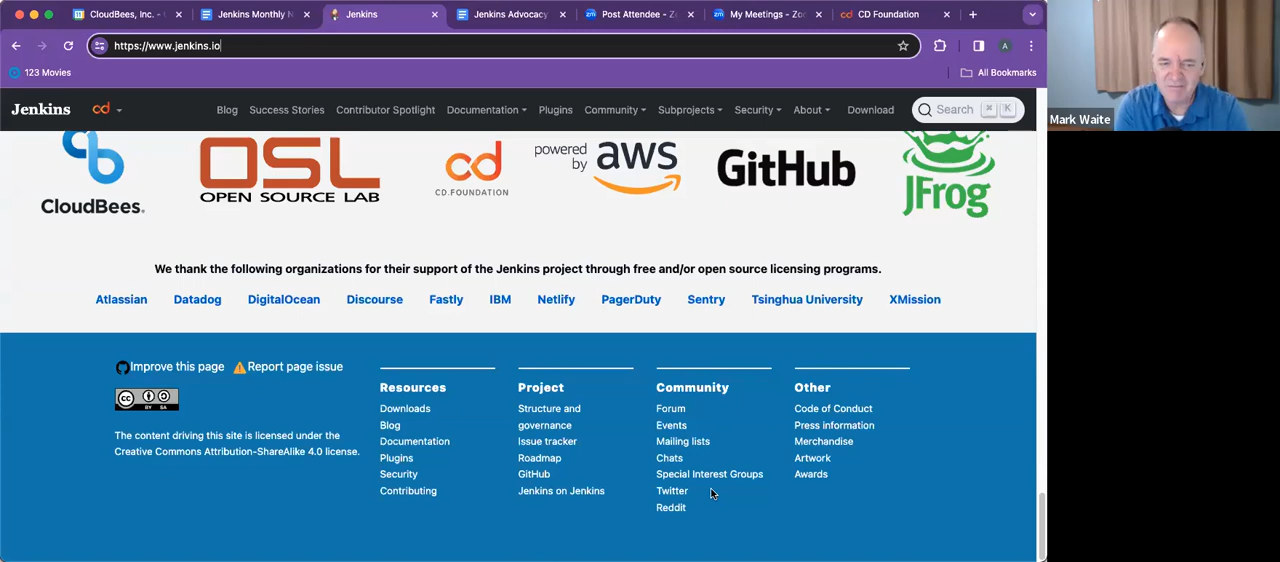 CloudBees, Inc. -
Jenkins Monthly N
Jenkins
Jenkins Advocacy
Post Attendee - Zo
My Meetings - Zoo
CD Foundation
https://www.jenkins.io
A
123 Movies
All Bookmarks
Jenkins
cd
Blog
Success Stories
Contributor Spotlight
Documentation
Plugins
Community
Subprojects
Security
About
Download
Search ⌘ K
CloudBees.
OSL
OPEN SOURCE LAB
cd
CD.FOUNDATION
powered by aws
GitHub
JFrog
We thank the following organizations for their support of the Jenkins project through free and/or open source licensing programs.
Atlassian
Datadog
DigitalOcean
Discourse
Fastly
IBM
Netlify
PagerDuty
Sentry
Tsinghua University
XMission
Improve this page
Report page issue
cc BY SA
The content driving this site is licensed under the
Creative Commons Attribution-ShareAlike 4.0 license.
Resources
Downloads
Blog
Documentation
Plugins
Security
Contributing
Project
Structure and
governance
Issue tracker
Roadmap
GitHub
Jenkins on Jenkins
Community
Forum
Events
Mailing lists
Chats
Special Interest Groups
Twitter
Reddit
Other
Code of Conduct
Press information
Merchandise
Artwork
Awards
Mark Waite